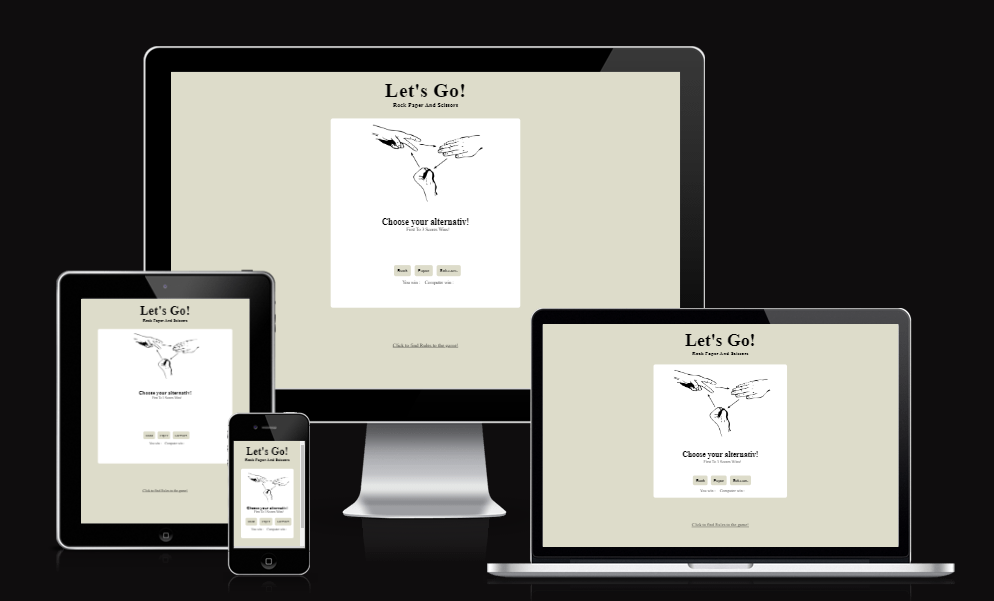 Let's Go!
Rock Paper And Scissors
Choose your alternativ!
First To 3 Scores Wins!
Rock Paper Scissors
You win : Computer win :
Click to find Rules to the game!
Let's Go!
Rock Paper And Scissors
Choose your alternativ!
First To 3 Scores Wins!
Rock Paper Scissors
You win : Computer win :
Click to find Rules to the game!
Let's Go!
Rock Paper And Scissors
Choose your alternativ!
First To 3 Scores Wins!
Rock Paper Scissors
You win : Computer win :
Let's Go!
Rock Paper And Scissors
Choose your alternativ!
First To 3 Scores Wins!
Rock Paper Scissors
You win : Computer win :
Click to find Rules to the game!